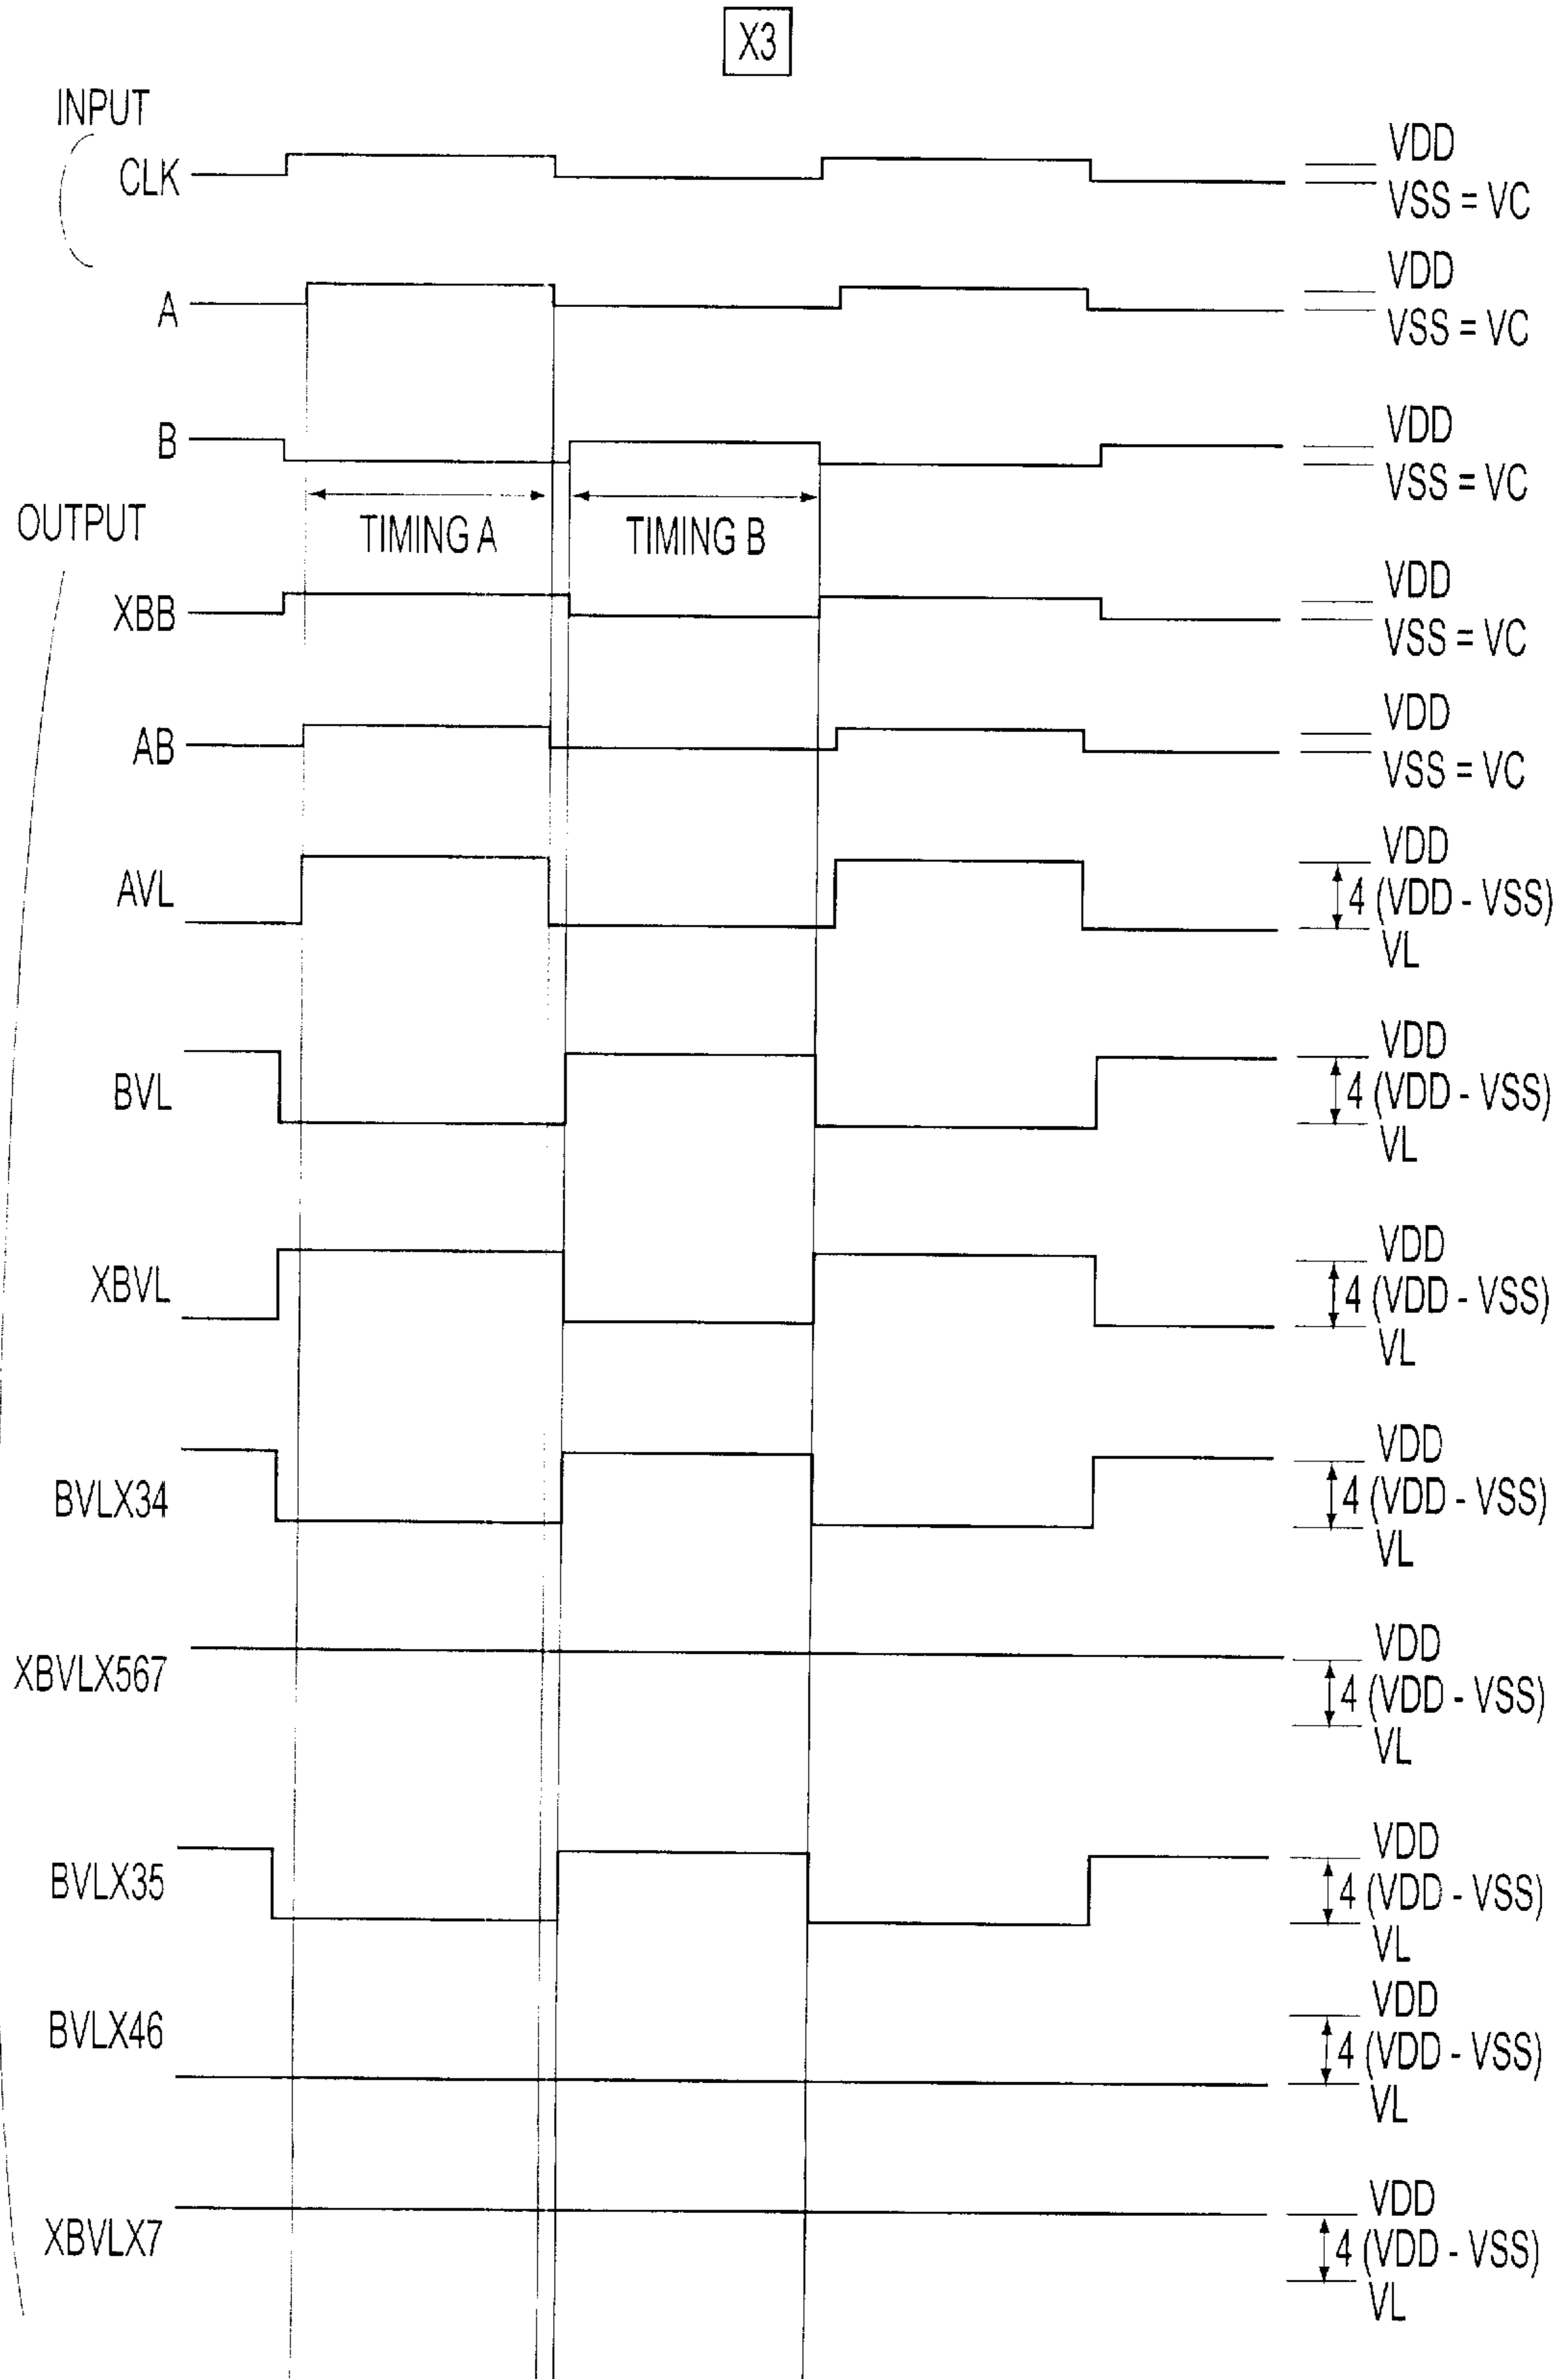 X3
INPUT
CLK
VDD
VSS = VC
A
VDD
VSS = VC
B
VDD
VSS = VC
TIMING A
TIMING B
OUTPUT
XBB
VDD
VSS = VC
AB
VDD
VSS = VC
AVL
VDD
4 (VDD - VSS)
VL
BVL
VDD
4 (VDD - VSS)
VL
XBVL
VDD
4 (VDD - VSS)
VL
BVLX34
VDD
4 (VDD - VSS)
VL
XBVLX567
VDD
4 (VDD - VSS)
VL
BVLX35
VDD
4 (VDD - VSS)
VL
BVLX46
VDD
4 (VDD - VSS)
VL
XBVLX7
VDD
4 (VDD - VSS)
VL